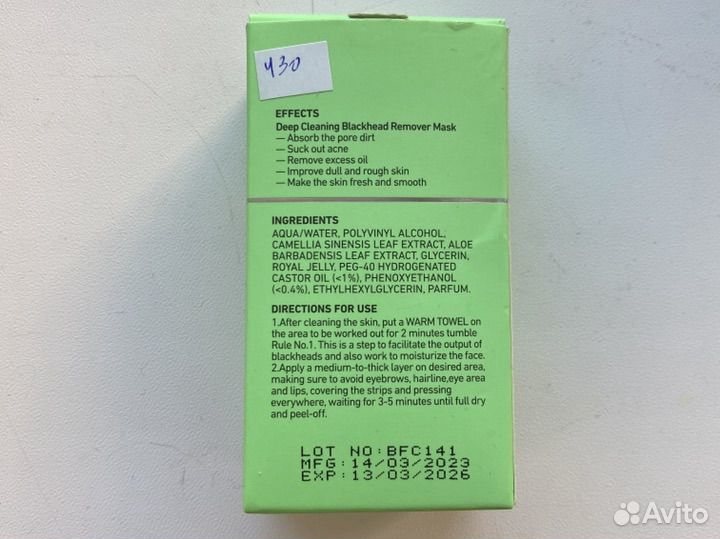 430
EFFECTS
Deep Cleaning Blackhead Remover Mask
— Absorb the pore dirt
— Suck out acne
— Remove excess oil
— Improve dull and rough skin
— Make the skin fresh and smooth
INGREDIENTS
AQUA/WATER, POLYVINYL ALCOHOL,
CAMELLIA SINENSIS LEAF EXTRACT, ALOE
BARBADENSIS LEAF EXTRACT, GLYCERIN,
ROYAL JELLY, PEG-40 HYDROGENATED
CASTOR OIL (<1%), PHENOXYETHANOL
(<0.4%), ETHYLHEXYLGLYCERIN, PARFUM.
DIRECTIONS FOR USE
1.After cleaning the skin, put a WARM TOWEL on
the area to be worked out for 2 minutes tumble
Rule No.1. This is a step to facilitate the output of
blackheads and also work to moisturize the face.
2.Apply a medium-to-thick layer on desired area,
making sure to avoid eyebrows, hairline,eye area
and lips, covering the strips and pressing
everywhere, waiting for 3-5 minutes until full dry
and peel-off.
LOT NO:BFC141
MFG:14/03/2023
EXP:13/03/2026
Avito